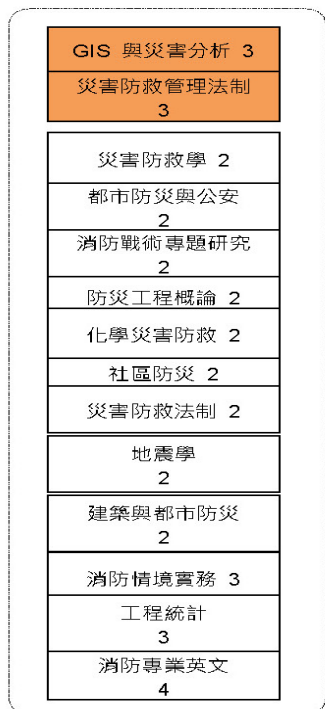 GIS 與災害分析 3
災害防救管理法制
3
災害防救學 2
都市防災與公安
2
消防戰術專題研究
2
防災工程概論 2
化學災害防救 2
社區防災 2
災害防救法制 2
地震學
2
建築與都市防災
2
消防情境實務 3
工程統計
3
消防專業英文
4